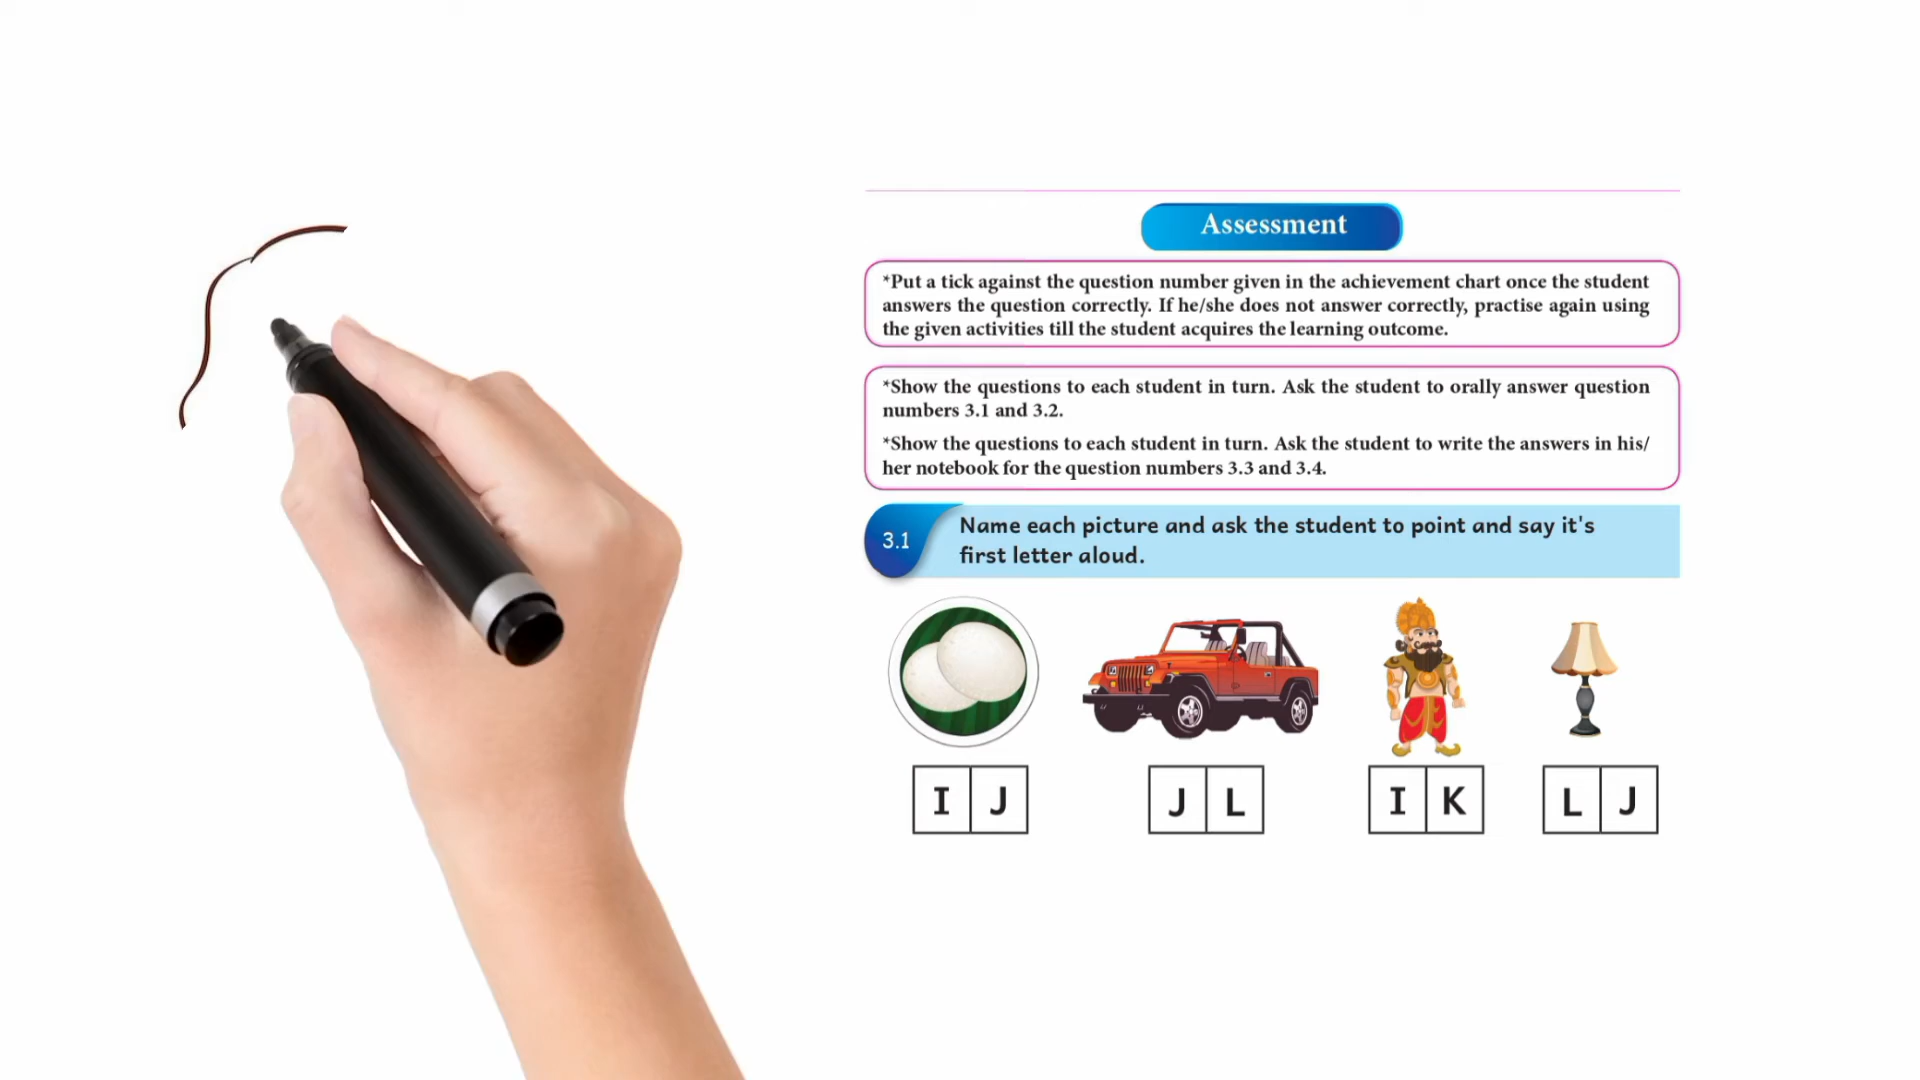 Assessment
*Put a tick against the question number given in the achievement chart once the student
answers the question correctly. If he/she does not answer correctly, practise again using
the given activities till the student acquires the learning outcome.
*Show the questions to each student in turn. Ask the student to orally answer question
numbers 3.1 and 3.2.
*Show the questions to each student in turn. Ask the student to write the answers in his/
her notebook for the question numbers 3.3 and 3.4.
3.1 Name each picture and ask the student to point and say it's
first letter aloud.
I J J L I K L J